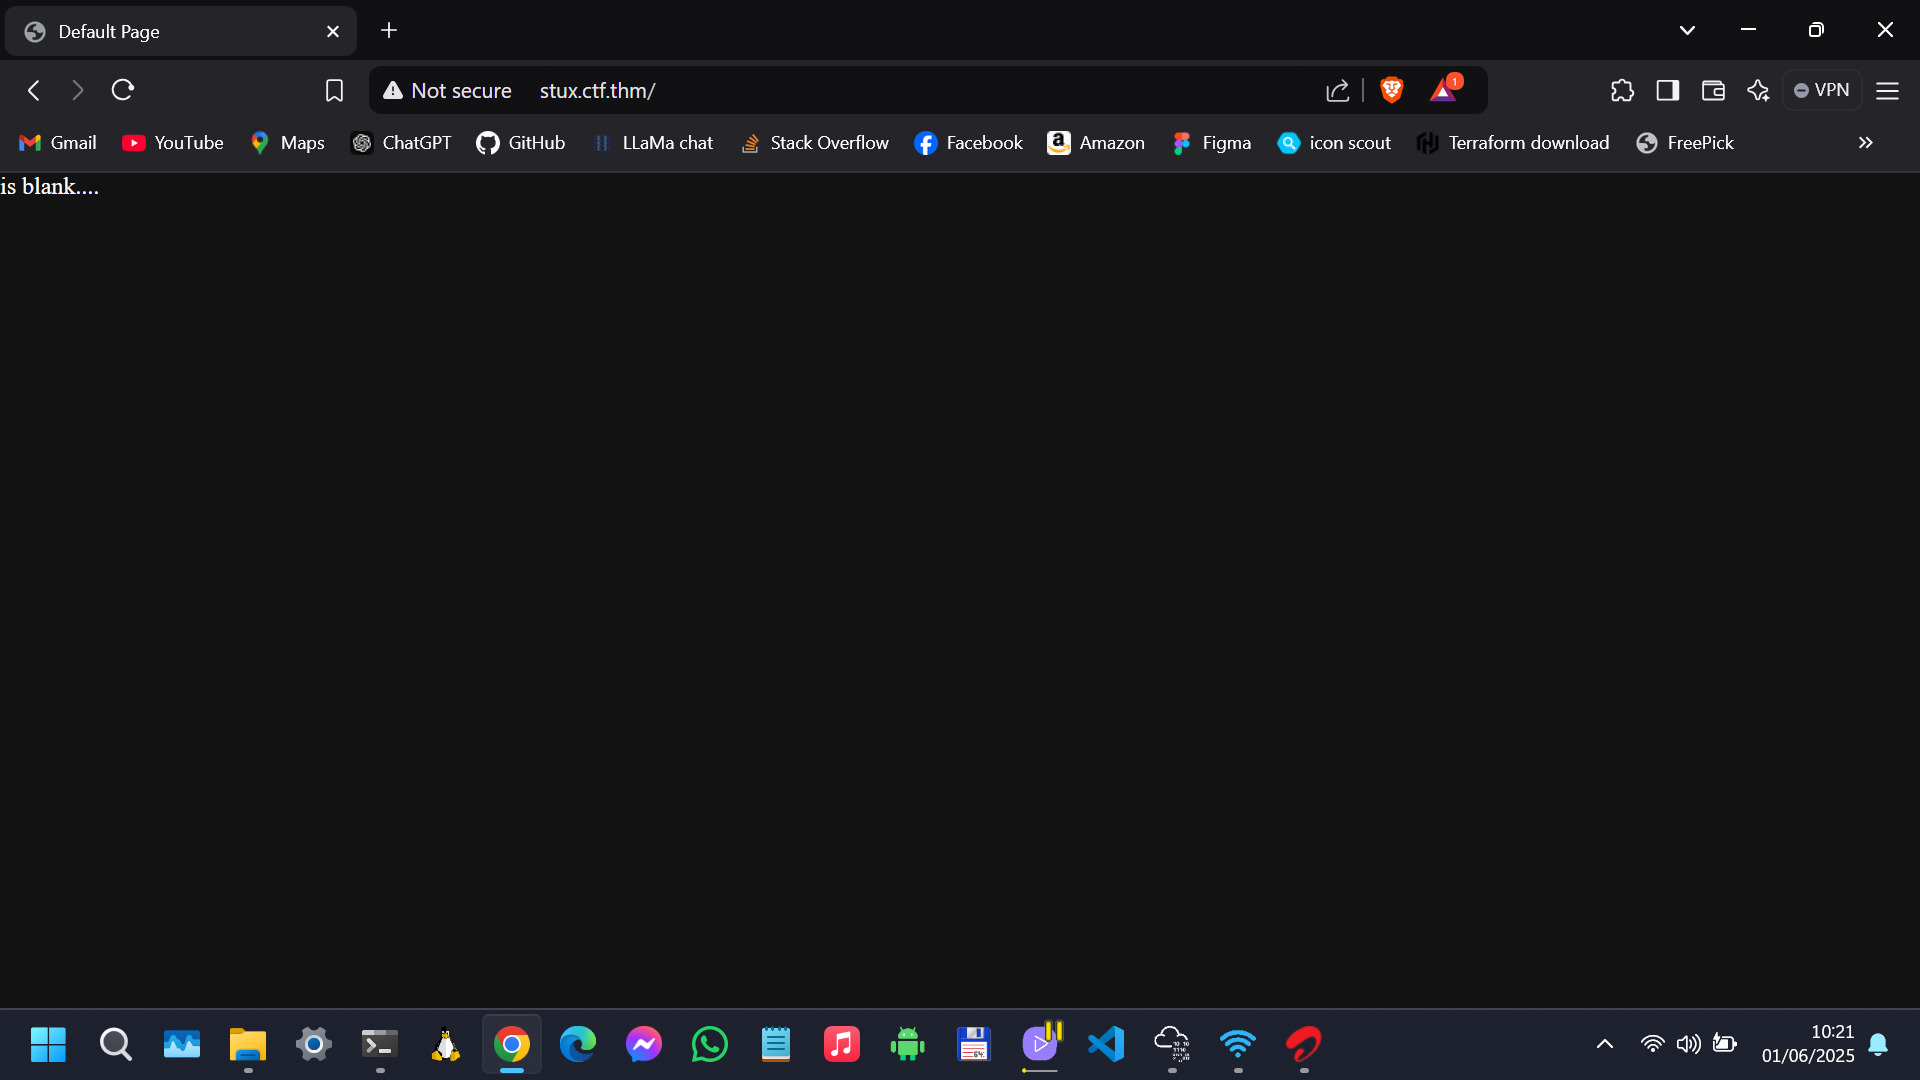 Default Page
Not secure stux.ctf.thm/
1
VPN
Gmail YouTube Maps ChatGPT GitHub LLaMa chat Stack Overflow Facebook Amazon Figma icon scout Terraform download FreePick
is blank....
10:21
01/06/2025